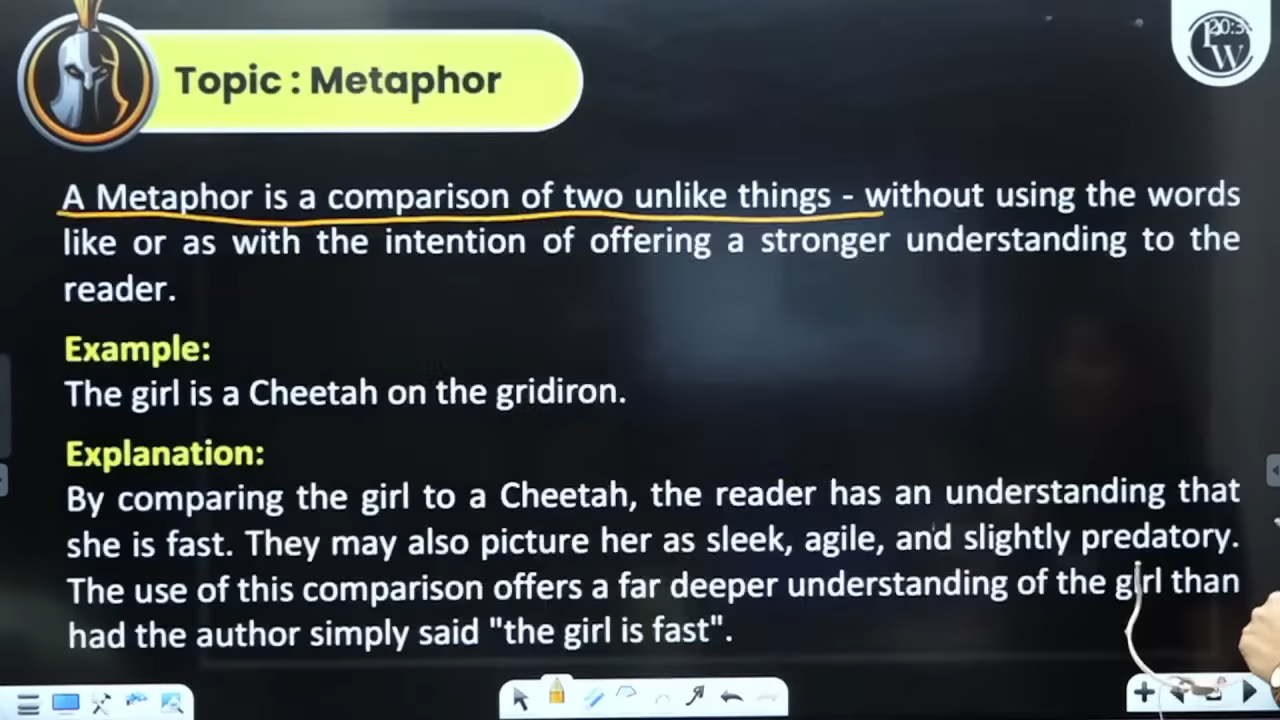 Topic : Metaphor
A Metaphor is a comparison of two unlike things - without using the words
like or as with the intention of offering a stronger understanding to the
reader.
Example:
The girl is a Cheetah on the gridiron.
Explanation:
By comparing the girl to a Cheetah, the reader has an understanding that
she is fast. They may also picture her as sleek, agile, and slightly predatory.
The use of this comparison offers a far deeper understanding of the girl than
had the author simply said "the girl is fast".